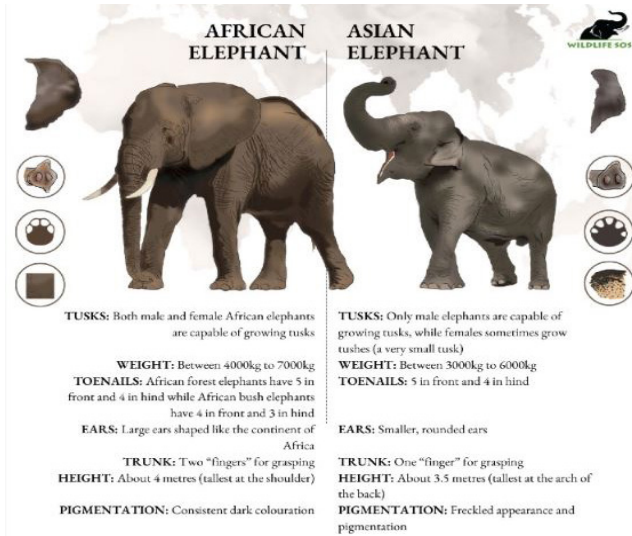 AFRICAN
ELEPHANT
ASIAN
ELEPHANT
WILDLIFE SOS
TUSKS: Both male and female African elephants
are capable of growing tusks
WEIGHT: Between 4000kg to 7000kg
TOENAILS: African forest elephants have 5 in
front and 4 in hind while African bush elephants
have 4 in front and 3 in hind
EARS: Large ears shaped like the continent of
Africa
TRUNK: Two “fingers” for grasping
HEIGHT: About 4 metres (tallest at the shoulder)
PIGMENTATION: Consistent dark colouration
TUSKS: Only male elephants are capable of
growing tusks, while females sometimes grow
tushes (a very small tusk)
WEIGHT: Between 3000kg to 6000kg
TOENAILS: 5 in front and 4 in hind
EARS: Smaller, rounded ears
TRUNK: One “finger” for grasping
HEIGHT: About 3.5 metres (tallest at the arch of
the back)
PIGMENTATION: Freckled appearance and
pigmentation